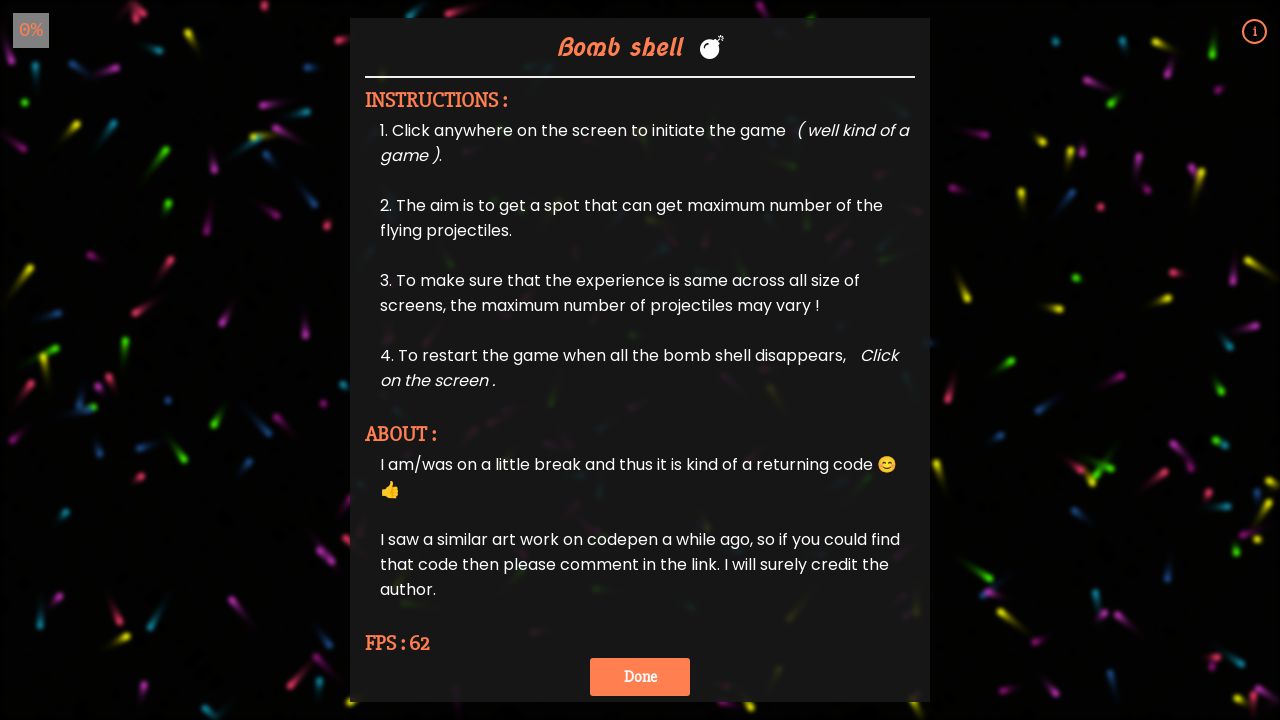 0%
i
Bomb shell 💣
INSTRUCTIONS :
1. Click anywhere on the screen to initiate the game ( well kind of a
game ).
2. The aim is to get a spot that can get maximum number of the
flying projectiles.
3. To make sure that the experience is same across all size of
screens, the maximum number of projectiles may vary !
4. To restart the game when all the bomb shell disappears, Click
on the screen .
ABOUT :
I am/was on a little break and thus it is kind of a returning code 😊
👍
I saw a similar art work on codepen a while ago, so if you could find
that code then please comment in the link. I will surely credit the
author.
FPS : 62
Done